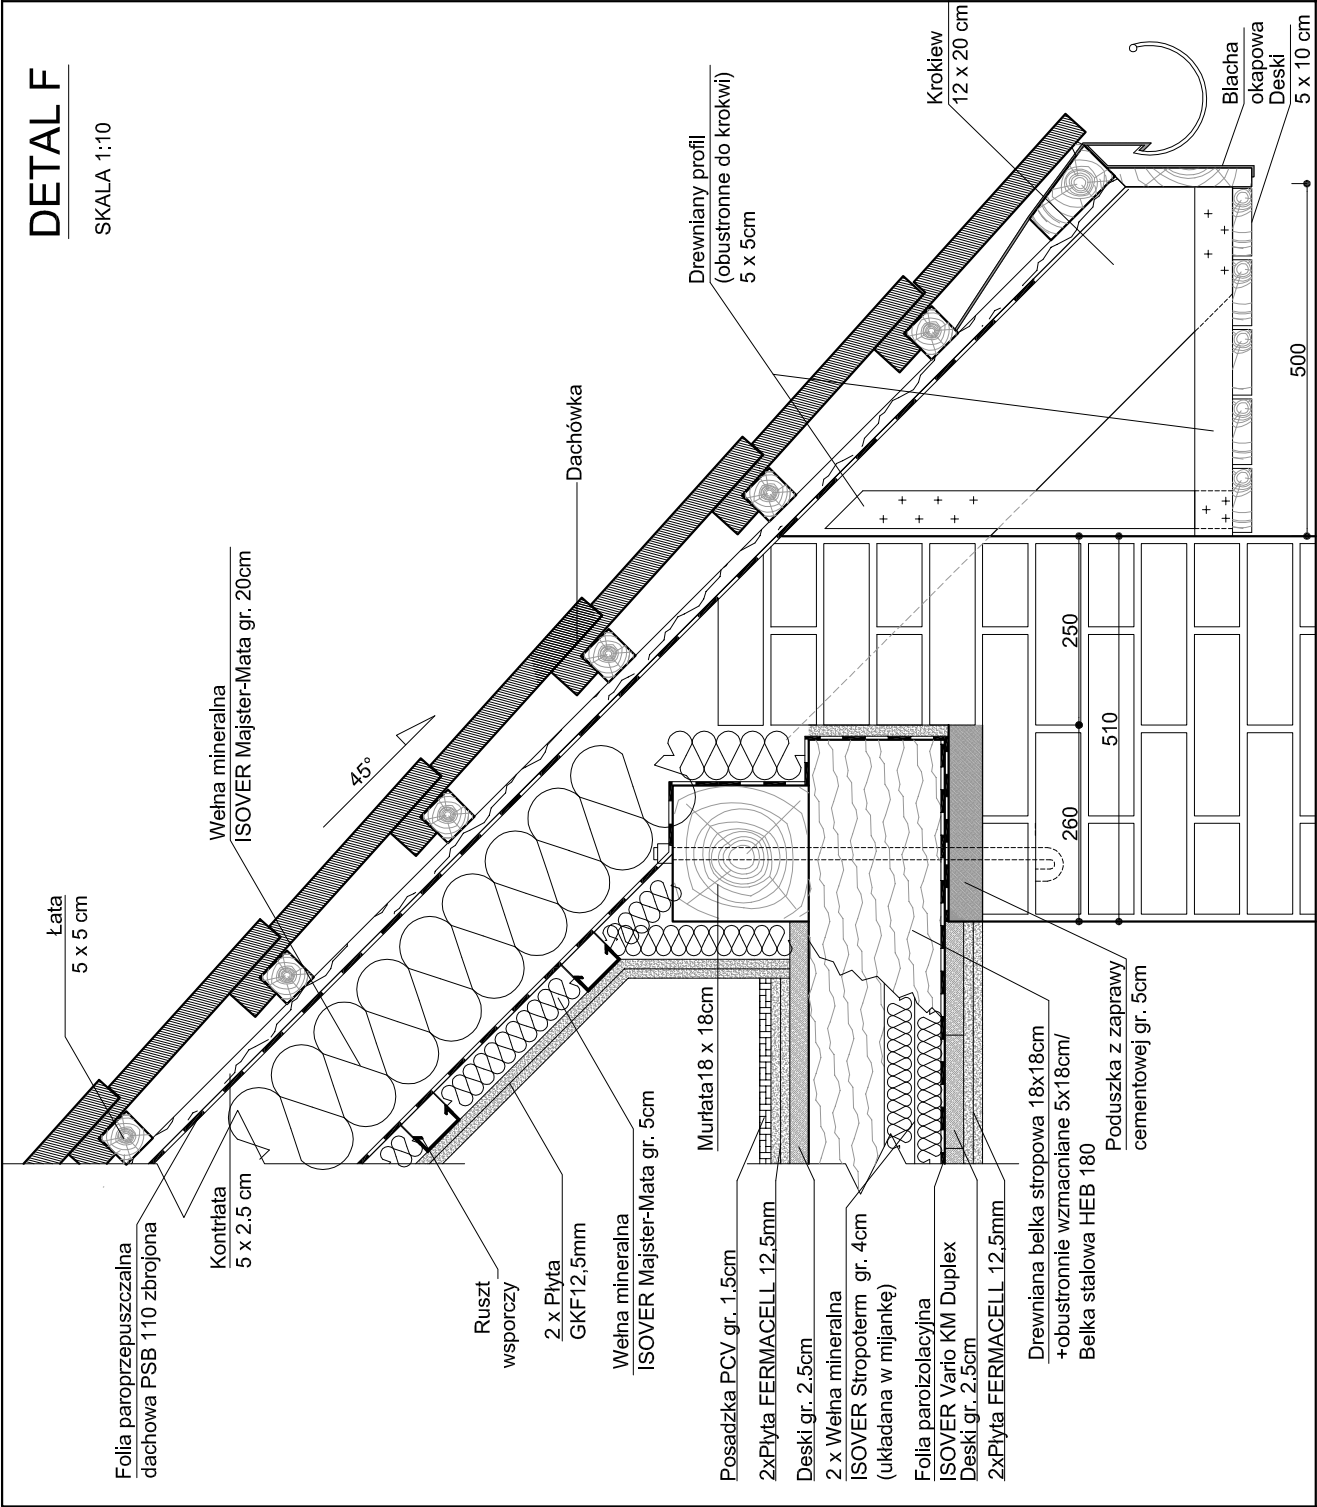 DETAL F
SKALA 1:10
Folia paroprzepuszczalna
dachowa PSB 110 zbrojona
Łata
5 x 5 cm
Kontrłata
5 x 2.5 cm
Wełna mineralna
ISOVER Majster-Mata gr. 20cm
45°
Dachówka
Drewniany profil
(obustronne do krokwi)
5 x 5cm
Krokiew
12 x 20 cm
Blacha
okapowa
Deski
5 x 10 cm
Ruszt
wsporczy
2 x Płyta
GKF12,5mm
Wełna mineralna
ISOVER Majster-Mata gr. 5cm
Murłata18 x 18cm
Posadzka PCV gr. 1.5cm
2xPłyta FERMACELL 12,5mm
Deski gr. 2.5cm
2 x Wełna mineralna
ISOVER Stropoterm gr. 4cm
(układana w mijankę)
Folia paroizolacyjna
ISOVER Vario KM Duplex
Deski gr. 2.5cm
2xPłyta FERMACELL 12,5mm
Drewniana belka stropowa 18x18cm
+obustronnie wzmacniane 5x18cm/
Belka stalowa HEB 180
Poduszka z zaprawy
cementowej gr. 5cm
260
250
510
500